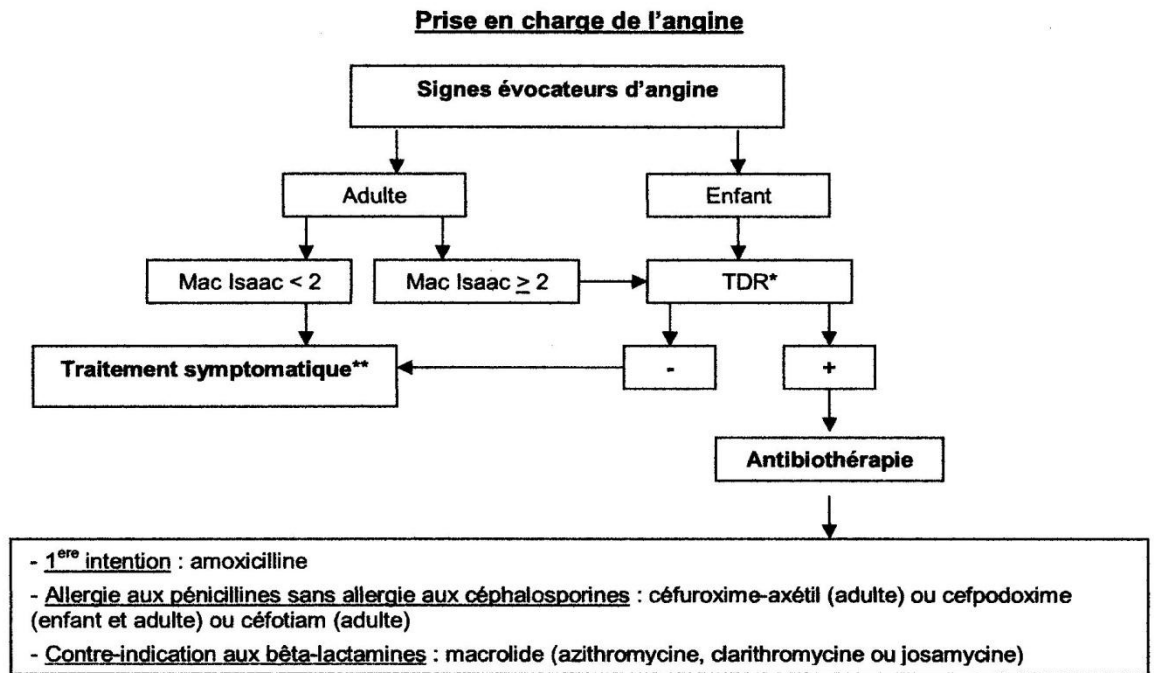 Prise en charge de l'angine
Signes évocateurs d'angine
Adulte
Enfant
Mac Isaac < 2
Mac Isaac ≥ 2
TDR*
Traitement symptomatique**
-
+
Antibiothérapie
- 1ere intention : amoxicilline
- Allergie aux pénicillines sans allergie aux céphalosporines : céfuroxime-axétil (adulte) ou cefpodoxime
(enfant et adulte) ou céfotiam (adulte)
- Contre-indication aux bêta-lactamines : macrolide (azithromycine, clarithromycine ou josamycine)